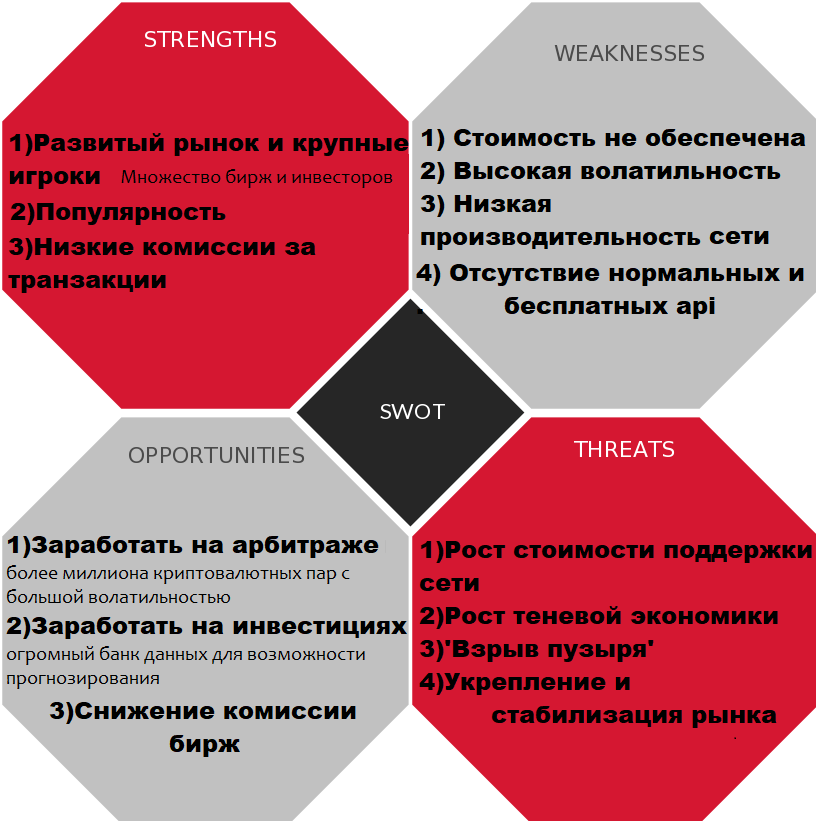 STRENGTHS
1)Развитый рынок и крупные
игроки Множество бирж и инвесторов
2)Популярность
3)Низкие комиссии за
транзакции
WEAKNESSES
1) Стоимость не обеспечена
2) Высокая волатильность
3) Низкая
производительность сети
4) Отсутствие нормальных и
бесплатных api
SWOT
OPPORTUNITIES
1)Заработать на арбитраже
более миллиона криптовалютных пар с
большой волатильностью
2)Заработать на инвестициях
огромный банк данных для возможности
прогнозирования
3)Снижение комиссии
бирж
THREATS
1)Рост стоимости поддержки
сети
2)Рост теневой экономики
3)'Взрыв пузыря'
4)Укрепление и
стабилизация рынка